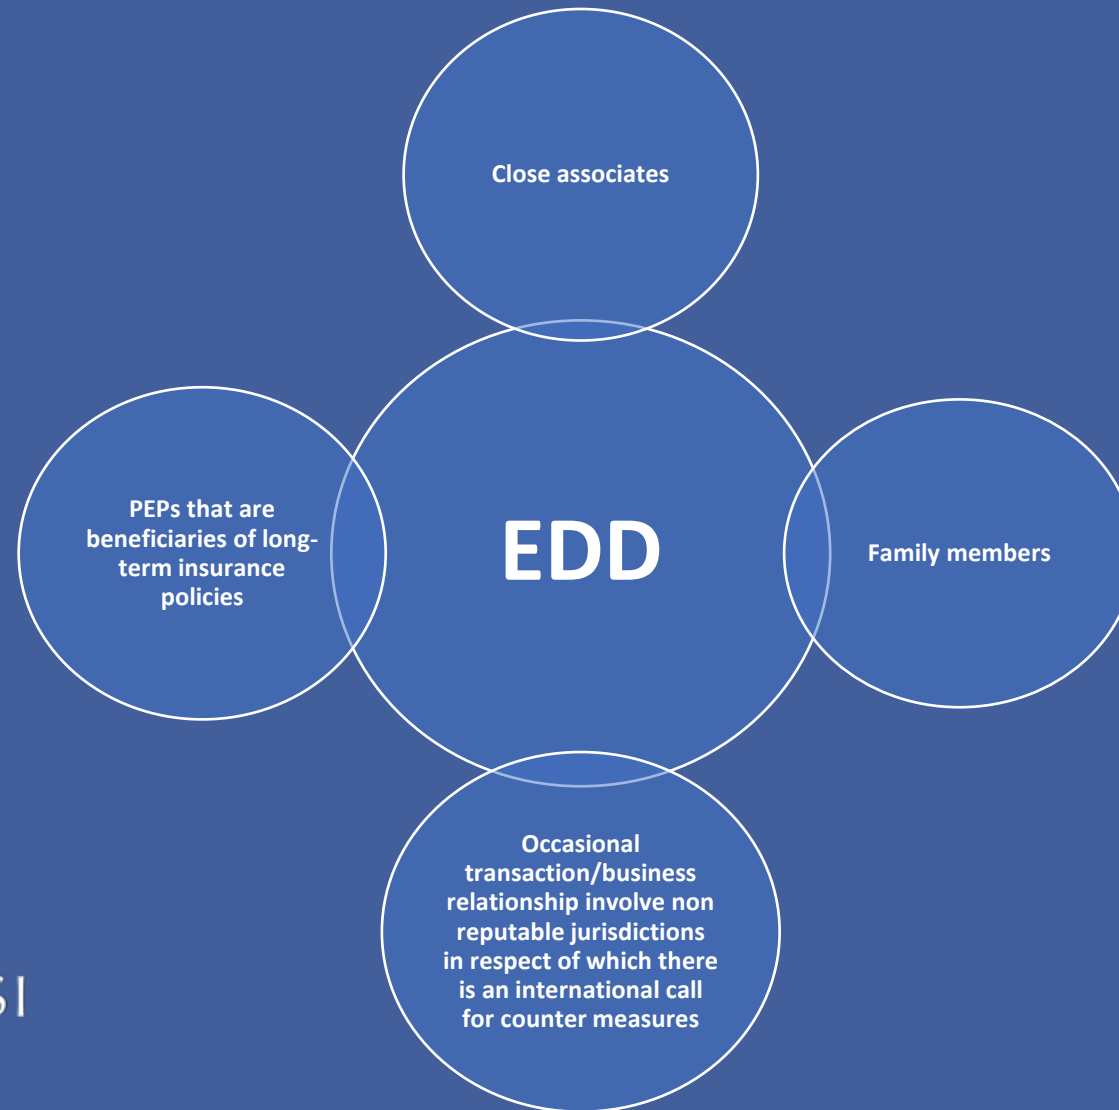 Close associates
PEPs that are
beneficiaries of long-
term insurance
policies
EDD
Family members
Occasional
transaction/business
relationship involve non
reputable jurisdictions
in respect of which there
is an international call
for counter measures